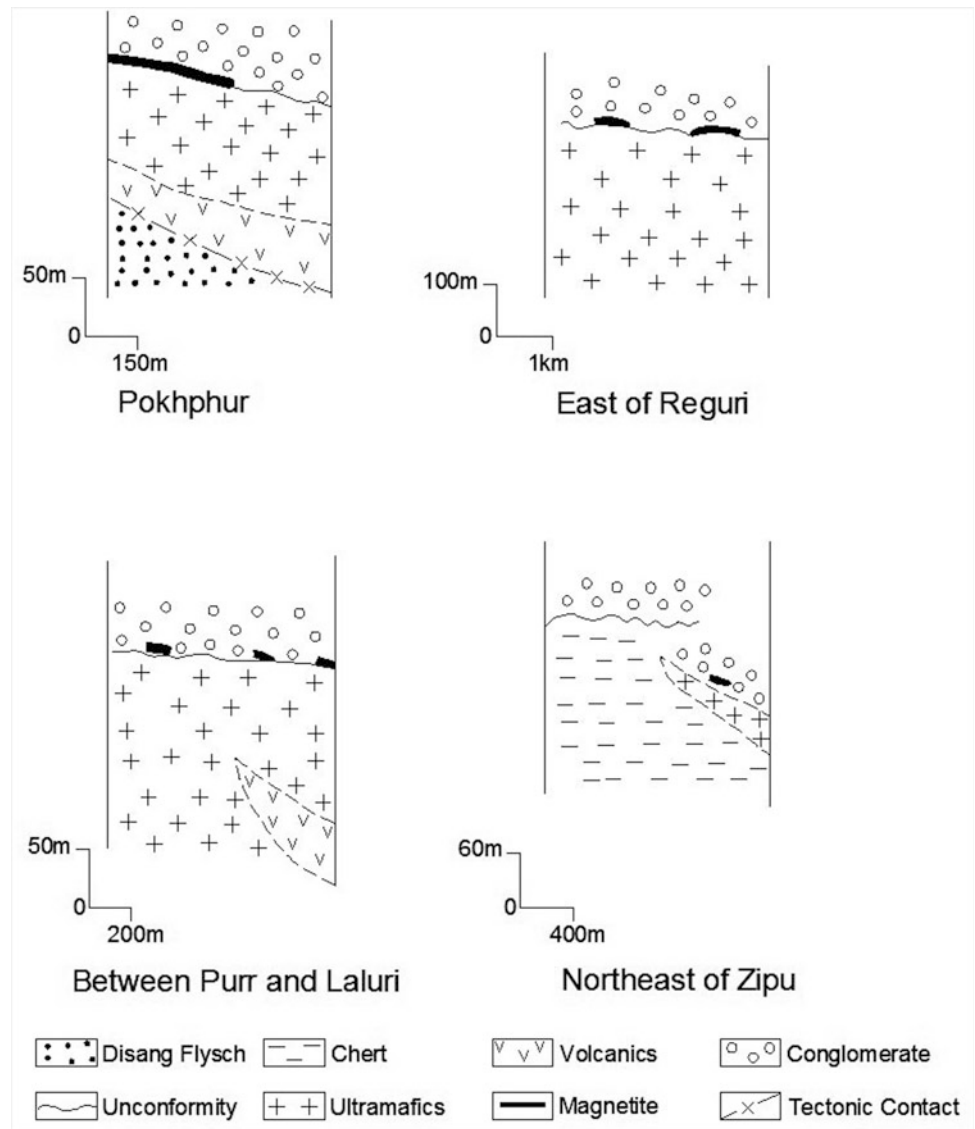 50m
0
150m
Pokhphur
100m
0
1km
East of Reguri
50m
0
200m
Between Purr and Laluri
60m
0
400m
Northeast of Zipu
Disang Flysch
Chert
Volcanics
Conglomerate
Unconformity
Ultramafics
Magnetite
Tectonic Contact